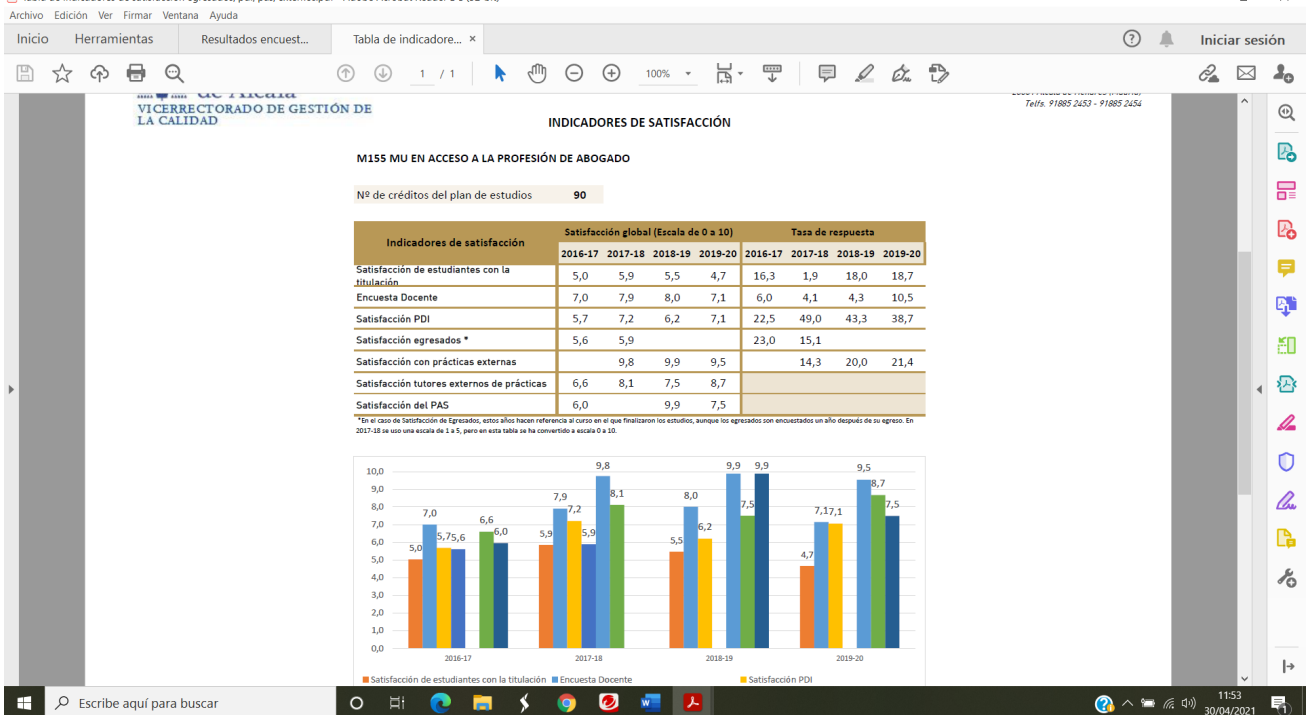 Archivo Edición Ver Firmar Ventana Ayuda
Inicio Herramientas Resultados encuest... Tabla de indicadore... × Iniciar sesión
1 / 1 100%
de Alcalá
VICERRECTORADO DE GESTIÓN DE
LA CALIDAD
Telfs. 91885 2453 - 91885 2454
INDICADORES DE SATISFACCIÓN
M155 MU EN ACCESO A LA PROFESIÓN DE ABOGADO
Nº de créditos del plan de estudios 90
Indicadores de satisfacción Satisfacción global (Escala de 0 a 10) Tasa de respuesta
2016-17 2017-18 2018-19 2019-20 2016-17 2017-18 2018-19 2019-20
Satisfacción de estudiantes con la
titulación 5,0 5,9 5,5 4,7 16,3 1,9 18,0 18,7
Encuesta Docente 7,0 7,9 8,0 7,1 6,0 4,1 4,3 10,5
Satisfacción PDI 5,7 7,2 6,2 7,1 22,5 49,0 43,3 38,7
Satisfacción egresados * 5,6 5,9 23,0 15,1
Satisfacción con prácticas externas 9,8 9,9 9,5 14,3 20,0 21,4
Satisfacción tutores externos de prácticas 6,6 8,1 7,5 8,7
Satisfacción del PAS 6,0 9,9 7,5
*En el caso de Satisfacción de Egresados, estos años hacen referencia al curso en el que finalizaron los estudios, aunque los egresados son encuestados un año después de su egreso. En
2017-18 se uso una escala de 1 a 5, pero en esta tabla se ha convertido a escala 0 a 10.
10,0
9,0
8,0
7,0
6,0
5,0
4,0
3,0
2,0
1,0
0,0
5,0 7,0 5,7 5,6 6,6 6,0
5,9 7,9 7,2 5,9 9,8 8,1
5,5 8,0 6,2 9,9 7,5 9,9
4,7 7,1 7,1 9,5 8,7 7,5
2016-17 2017-18 2018-19 2019-20
Satisfacción de estudiantes con la titulación Encuesta Docente Satisfacción PDI
Escribe aquí para buscar
11:53
30/04/2021